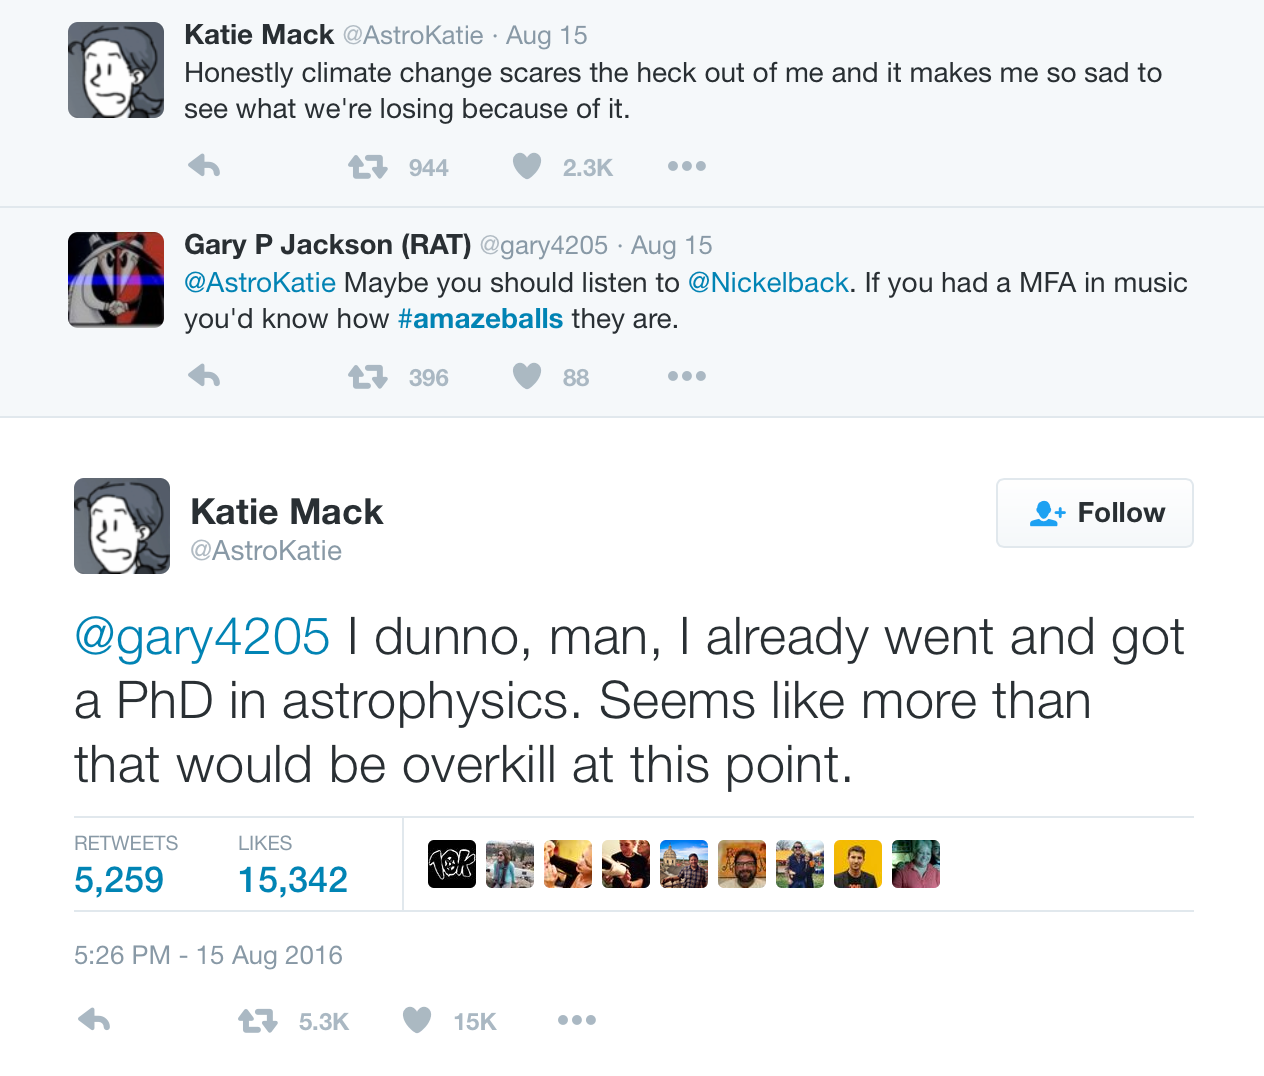 Katie Mack @AstroKatie · Aug 15
Honestly climate change scares the heck out of me and it makes me so sad to
see what we're losing because of it.
944 2.3K
Gary P Jackson (RAT) @gary4205 · Aug 15
@AstroKatie Maybe you should listen to @Nickelback. If you had a MFA in music
you'd know how #amazeballs they are.
396 88
Katie Mack
@AstroKatie
Follow
@gary4205 I dunno, man, I already went and got
a PhD in astrophysics. Seems like more than
that would be overkill at this point.
RETWEETS LIKES
5,259 15,342
5:26 PM - 15 Aug 2016
5.3K 15K